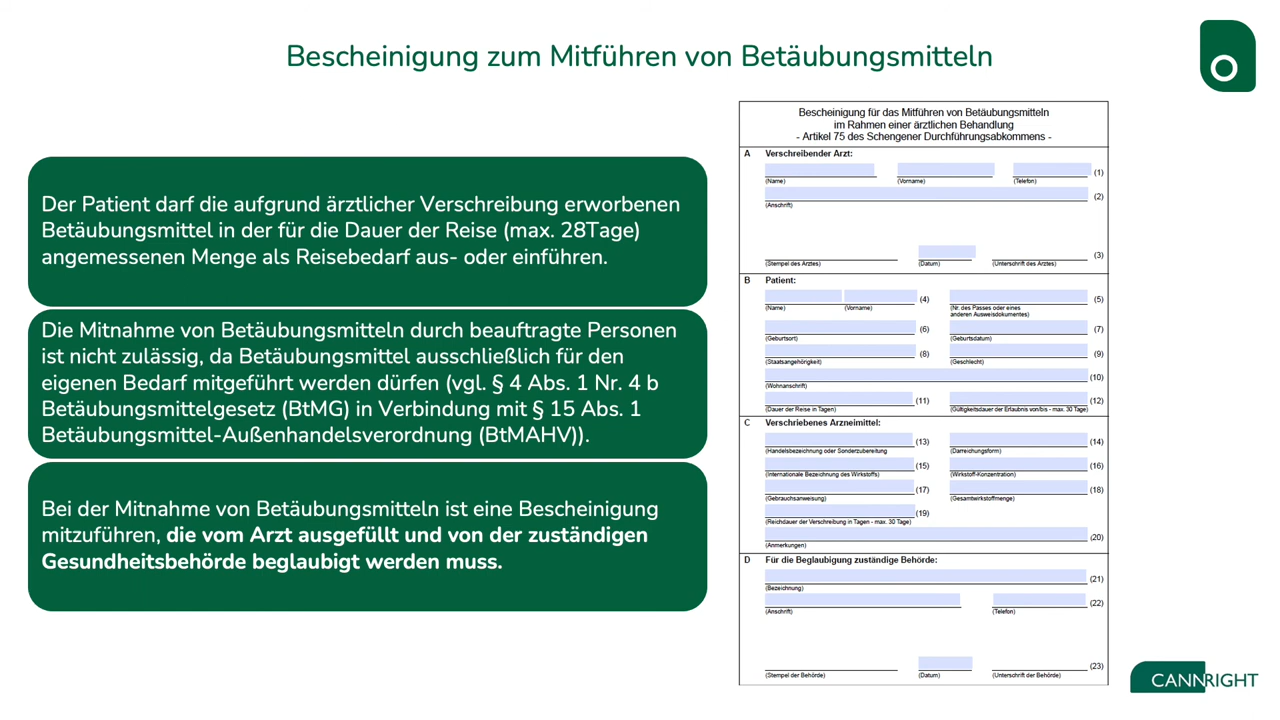 Bescheinigung zum Mitführen von Betäubungsmitteln
Der Patient darf die aufgrund ärztlicher Verschreibung erworbenen
Betäubungsmittel in der für die Dauer der Reise (max. 28Tage)
angemessenen Menge als Reisebedarf aus- oder einführen.
Die Mitnahme von Betäubungsmitteln durch beauftragte Personen
ist nicht zulässig, da Betäubungsmittel ausschließlich für den
eigenen Bedarf mitgeführt werden dürfen (vgl. § 4 Abs. 1 Nr. 4 b
Betäubungsmittelgesetz (BtMG) in Verbindung mit § 15 Abs. 1
Betäubungsmittel-Außenhandelsverordnung (BtMAHV)).
Bei der Mitnahme von Betäubungsmitteln ist eine Bescheinigung
mitzuführen, die vom Arzt ausgefüllt und von der zuständigen
Gesundheitsbehörde beglaubigt werden muss.
Bescheinigung für das Mitführen von Betäubungsmitteln
im Rahmen einer ärztlichen Behandlung
- Artikel 75 des Schengener Durchführungsabkommens -
A Verschreibender Arzt:
(1)
(Name) (Vorname) (Telefon)
(2)
(Anschrift)
(3)
(Stempel des Arztes) (Datum) (Unterschrift des Arztes)
B Patient:
(4) (5)
(Name) (Vorname) (Nr. des Passes oder eines
anderen Ausweisdokumentes)
(6) (7)
(Geburtsort) (Geburtsdatum)
(8) (9)
(Staatsangehörigkeit) (Geschlecht)
(10)
(Wohnanschrift)
(11) (12)
(Dauer der Reise in Tagen) (Gültigkeitsdauer der Erlaubnis von/bis - max. 30 Tage)
C Verschriebenes Arzneimittel:
(13) (14)
(Handelsbezeichnung oder Sonderzubereitung (Darreichungsform)
(15) (16)
(Internationale Bezeichnung des Wirkstoffs) (Wirkstoff-Konzentration)
(17) (18)
(Gebrauchsanweisung) (Gesamtwirkstoffmenge)
(19)
(Reichdauer der Verschreibung in Tagen - max. 30 Tage)
(20)
(Anmerkungen)
D Für die Beglaubigung zuständige Behörde:
(21)
(Bezeichnung)
(22)
(Anschrift) (Telefon)
(23)
(Stempel der Behörde) (Datum) (Unterschrift der Behörde)
CANNRIGHT